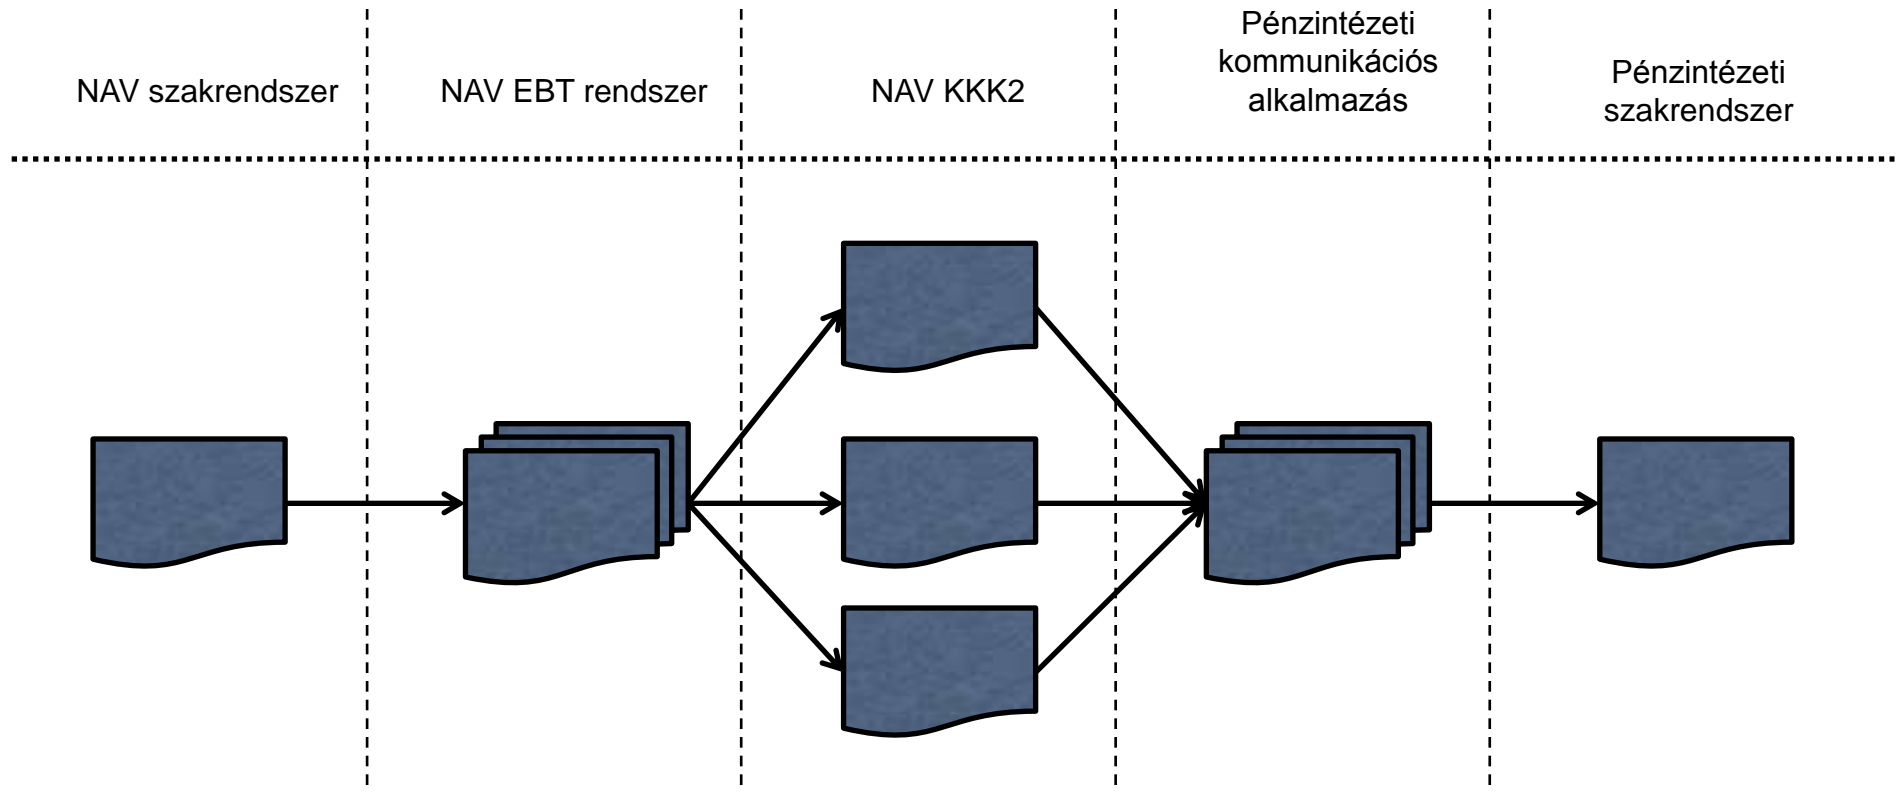 NAV szakrendszer
NAV EBT rendszer
NAV KKK2
Pénzintézeti
kommunikációs
alkalmazás
Pénzintézeti
szakrendszer